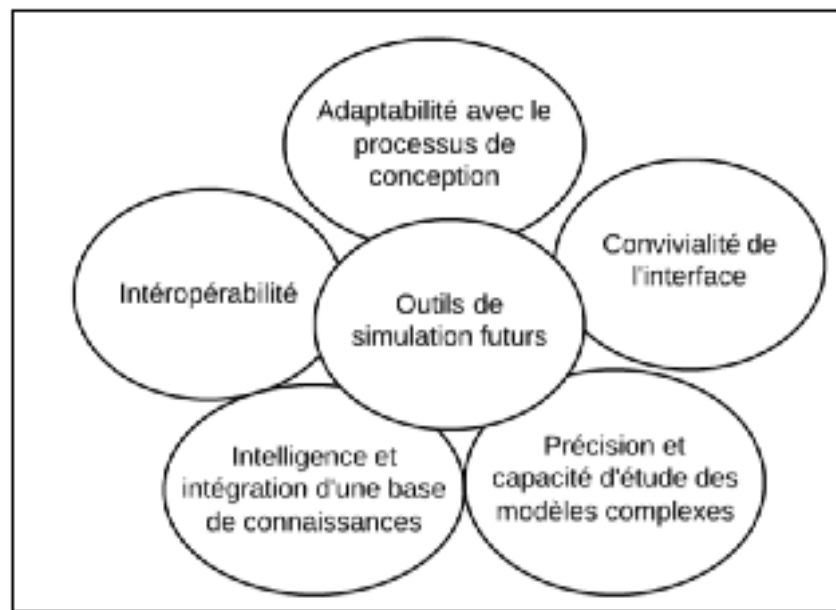 Adaptabilité avec le
processus de
conception
Convivialité de
l'interface
Intéropérabilité
Outils de
simulation futurs
Intelligence et
intégration d'une base
de connaissances
Précision et
capacité d'étude des
modèles complexes